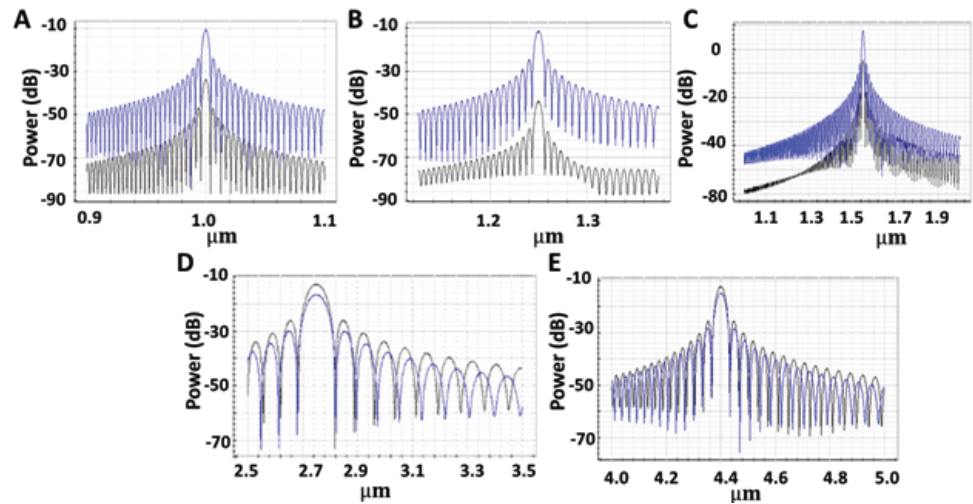 A
Power (dB)
-10
-30
-50
-70
-90
0.9
1.0
1.1
μm
B
Power (dB)
-10
-30
-50
-70
-90
1.2
1.3
μm
C
Power (dB)
0
-20
-40
-80
1.1
1.3
1.5
1.7
1.9
μm
D
Power (dB)
-10
-30
-50
-70
2.5
2.7
2.9
3.1
3.3
3.5
μm
E
Power (dB)
-10
-30
-50
-70
4.0
4.2
4.4
4.6
4.8
5.0
μm